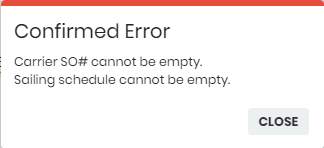 Confirmed Error
Carrier SO# cannot be empty.
Sailing schedule cannot be empty.
CLOSE